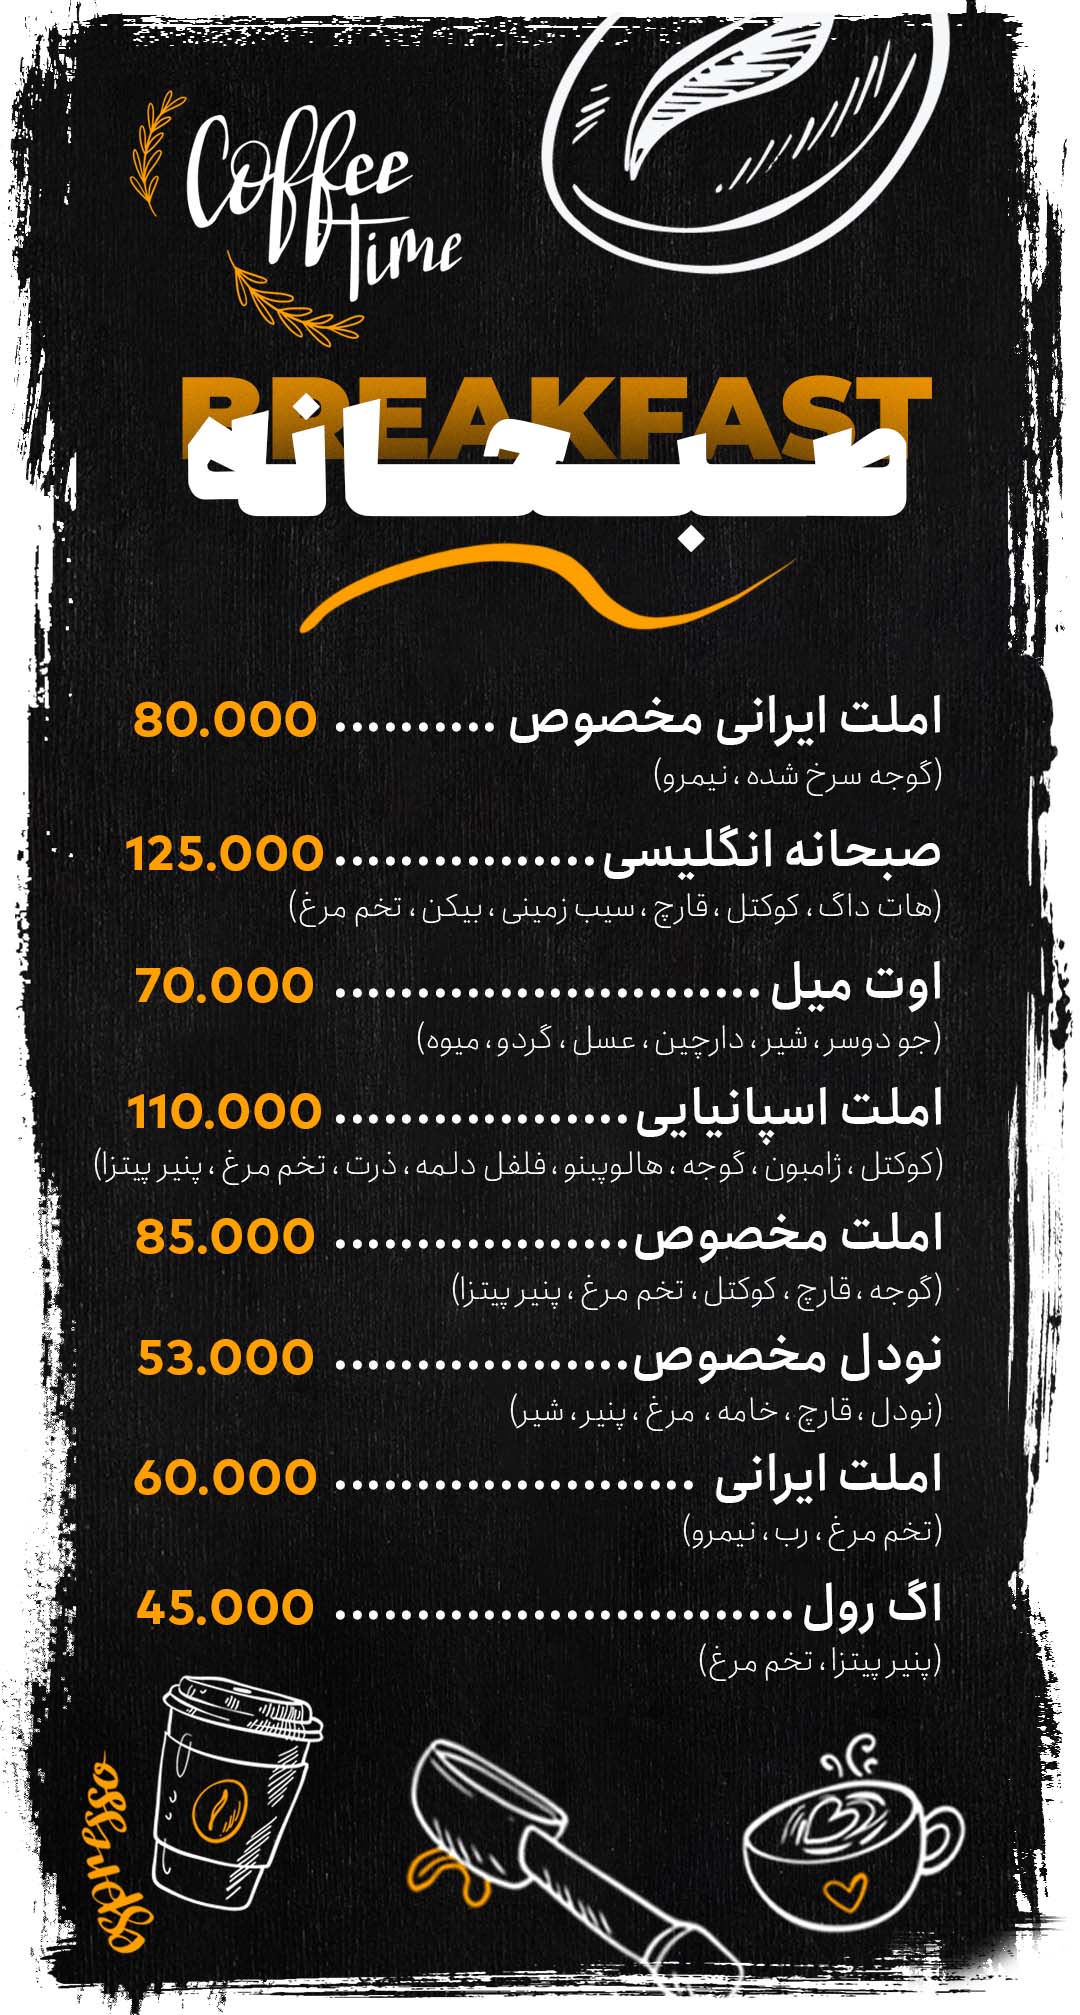 Coffee
Time
BREAKFAST
صبحانه
املت ایرانی مخصوص .......... 80.000
(گوجه سرخ شده ، نیمرو)
صبحانه انگلیسی................ 125.000
(هات داگ ، کوکتل ، قارچ ، سیب زمینی ، بیکن ، تخم مرغ)
اوت میل .......................... 70.000
(جو دوسر ، شیر ، دارچین ، عسل ، گردو ، میوه)
املت اسپانیایی.................. 110.000
(کوکتل ، ژامبون ، گوجه ، هالوپینو ، فلفل دلمه ، ذرت ، تخم مرغ ، پنیر پیتزا)
املت مخصوص.................. 85.000
(گوجه ، قارچ ، کوکتل ، تخم مرغ ، پنیر پیتزا)
نودل مخصوص.................. 53.000
(نودل ، قارچ ، خامه ، مرغ ، پنیر ، شیر)
املت ایرانی ...................... 60.000
(تخم مرغ ، رب ، نیمرو)
اگ رول ............................ 45.000
(پنیر پیتزا ، تخم مرغ)
espresso